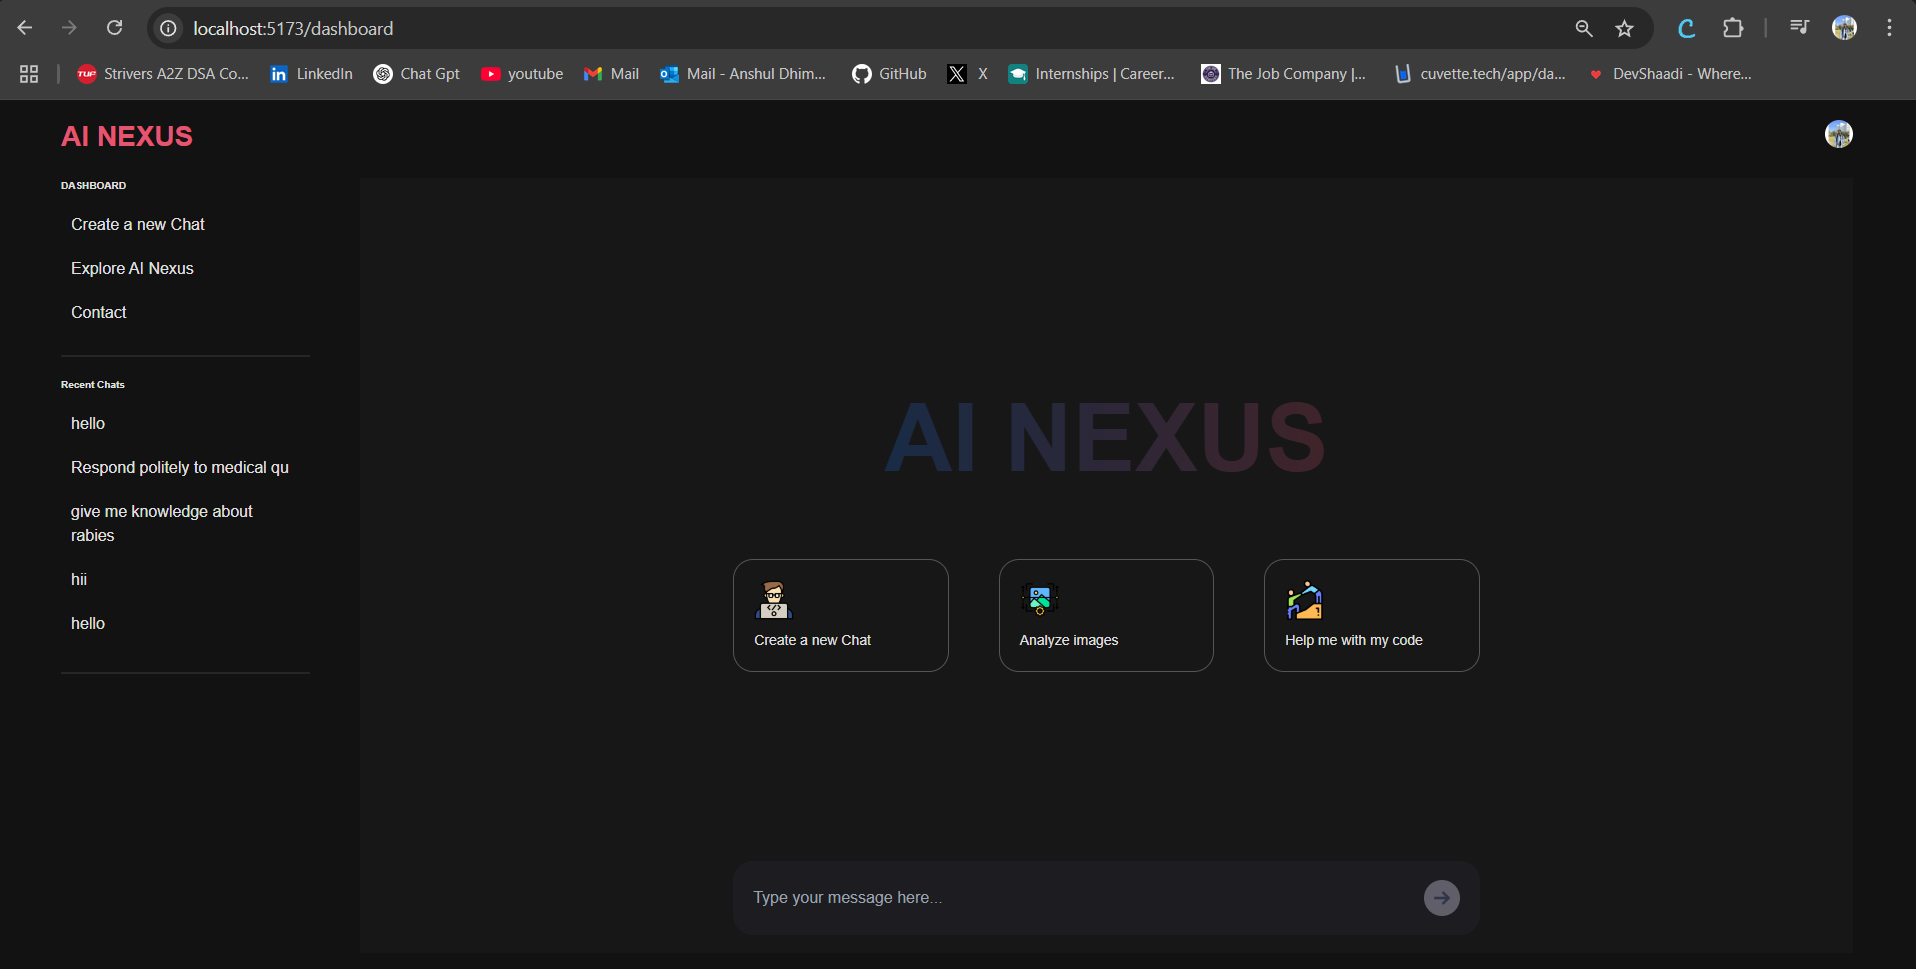 localhost:5173/dashboard
Strivers A2Z DSA Co... LinkedIn Chat Gpt youtube Mail Mail - Anshul Dhim... GitHub X Internships | Career... The Job Company |... cuvette.tech/app/da... DevShaadi - Where...
AI NEXUS
DASHBOARD
Create a new Chat
Explore AI Nexus
Contact
Recent Chats
hello
Respond politely to medical qu
give me knowledge about
rabies
hii
hello
AI NEXUS
Create a new Chat
Analyze images
Help me with my code
Type your message here...